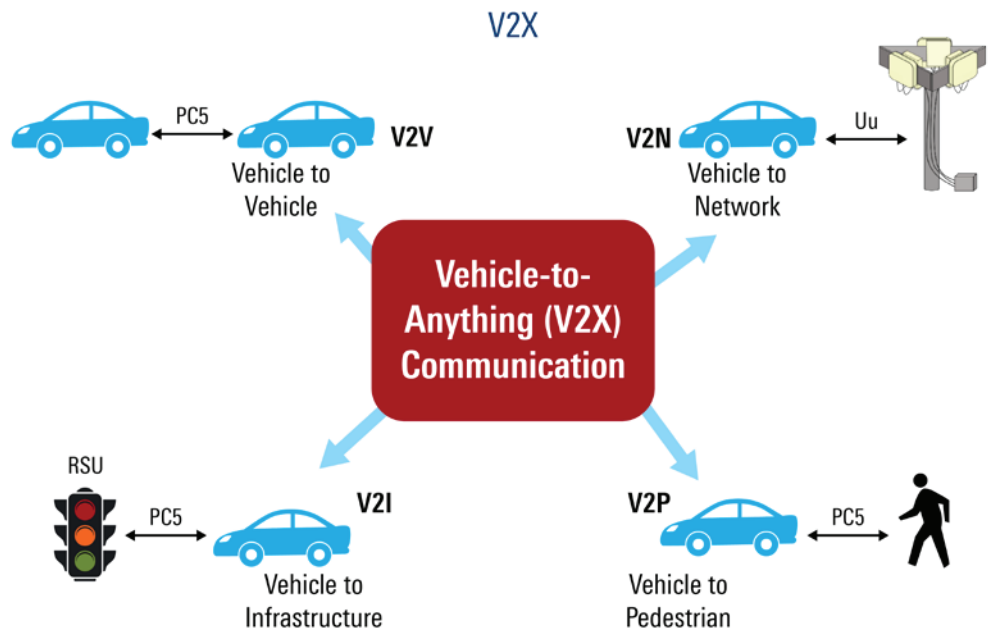 V2X
PC5
V2V
Vehicle to
Vehicle
V2N
Uu
Vehicle to
Network
Vehicle-to-
Anything (V2X)
Communication
RSU
PC5
V2I
Vehicle to
Infrastructure
V2P
PC5
Vehicle to
Pedestrian